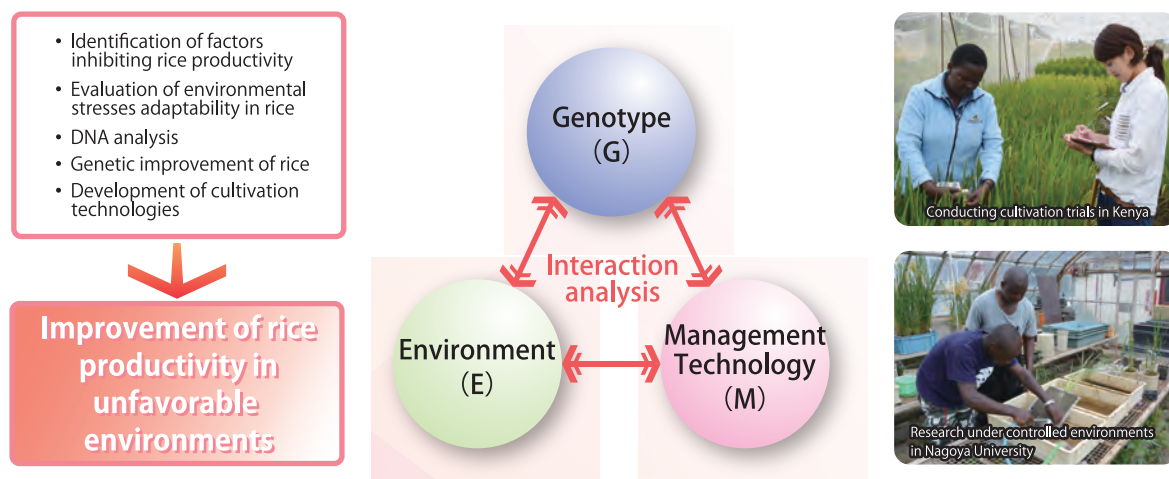 • Identification of factors
inhibiting rice productivity
• Evaluation of environmental
stresses adaptability in rice
• DNA analysis
• Genetic improvement of rice
• Development of cultivation
technologies
Improvement of rice
productivity in
unfavorable
environments
Genotype
(G)
Interaction
analysis
Environment
(E)
Management
Technology
(M)
Conducting cultivation trials in Kenya
Research under controlled environments
in Nagoya University